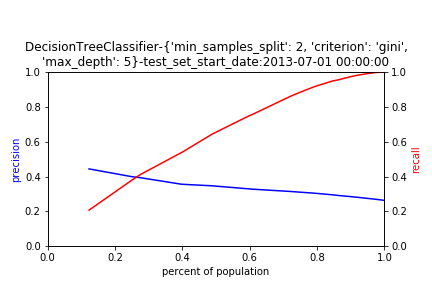 DecisionTreeClassifier-{'min_samples_split': 2, 'criterion': 'gini',
'max_depth': 5}-test_set_start_date:2013-07-01 00:00:00
1.0
0.8
0.6
0.4
0.2
0.0
precision
1.0
0.8
0.6
0.4
0.2
0.0
recall
0.0 0.2 0.4 0.6 0.8 1.0
percent of population